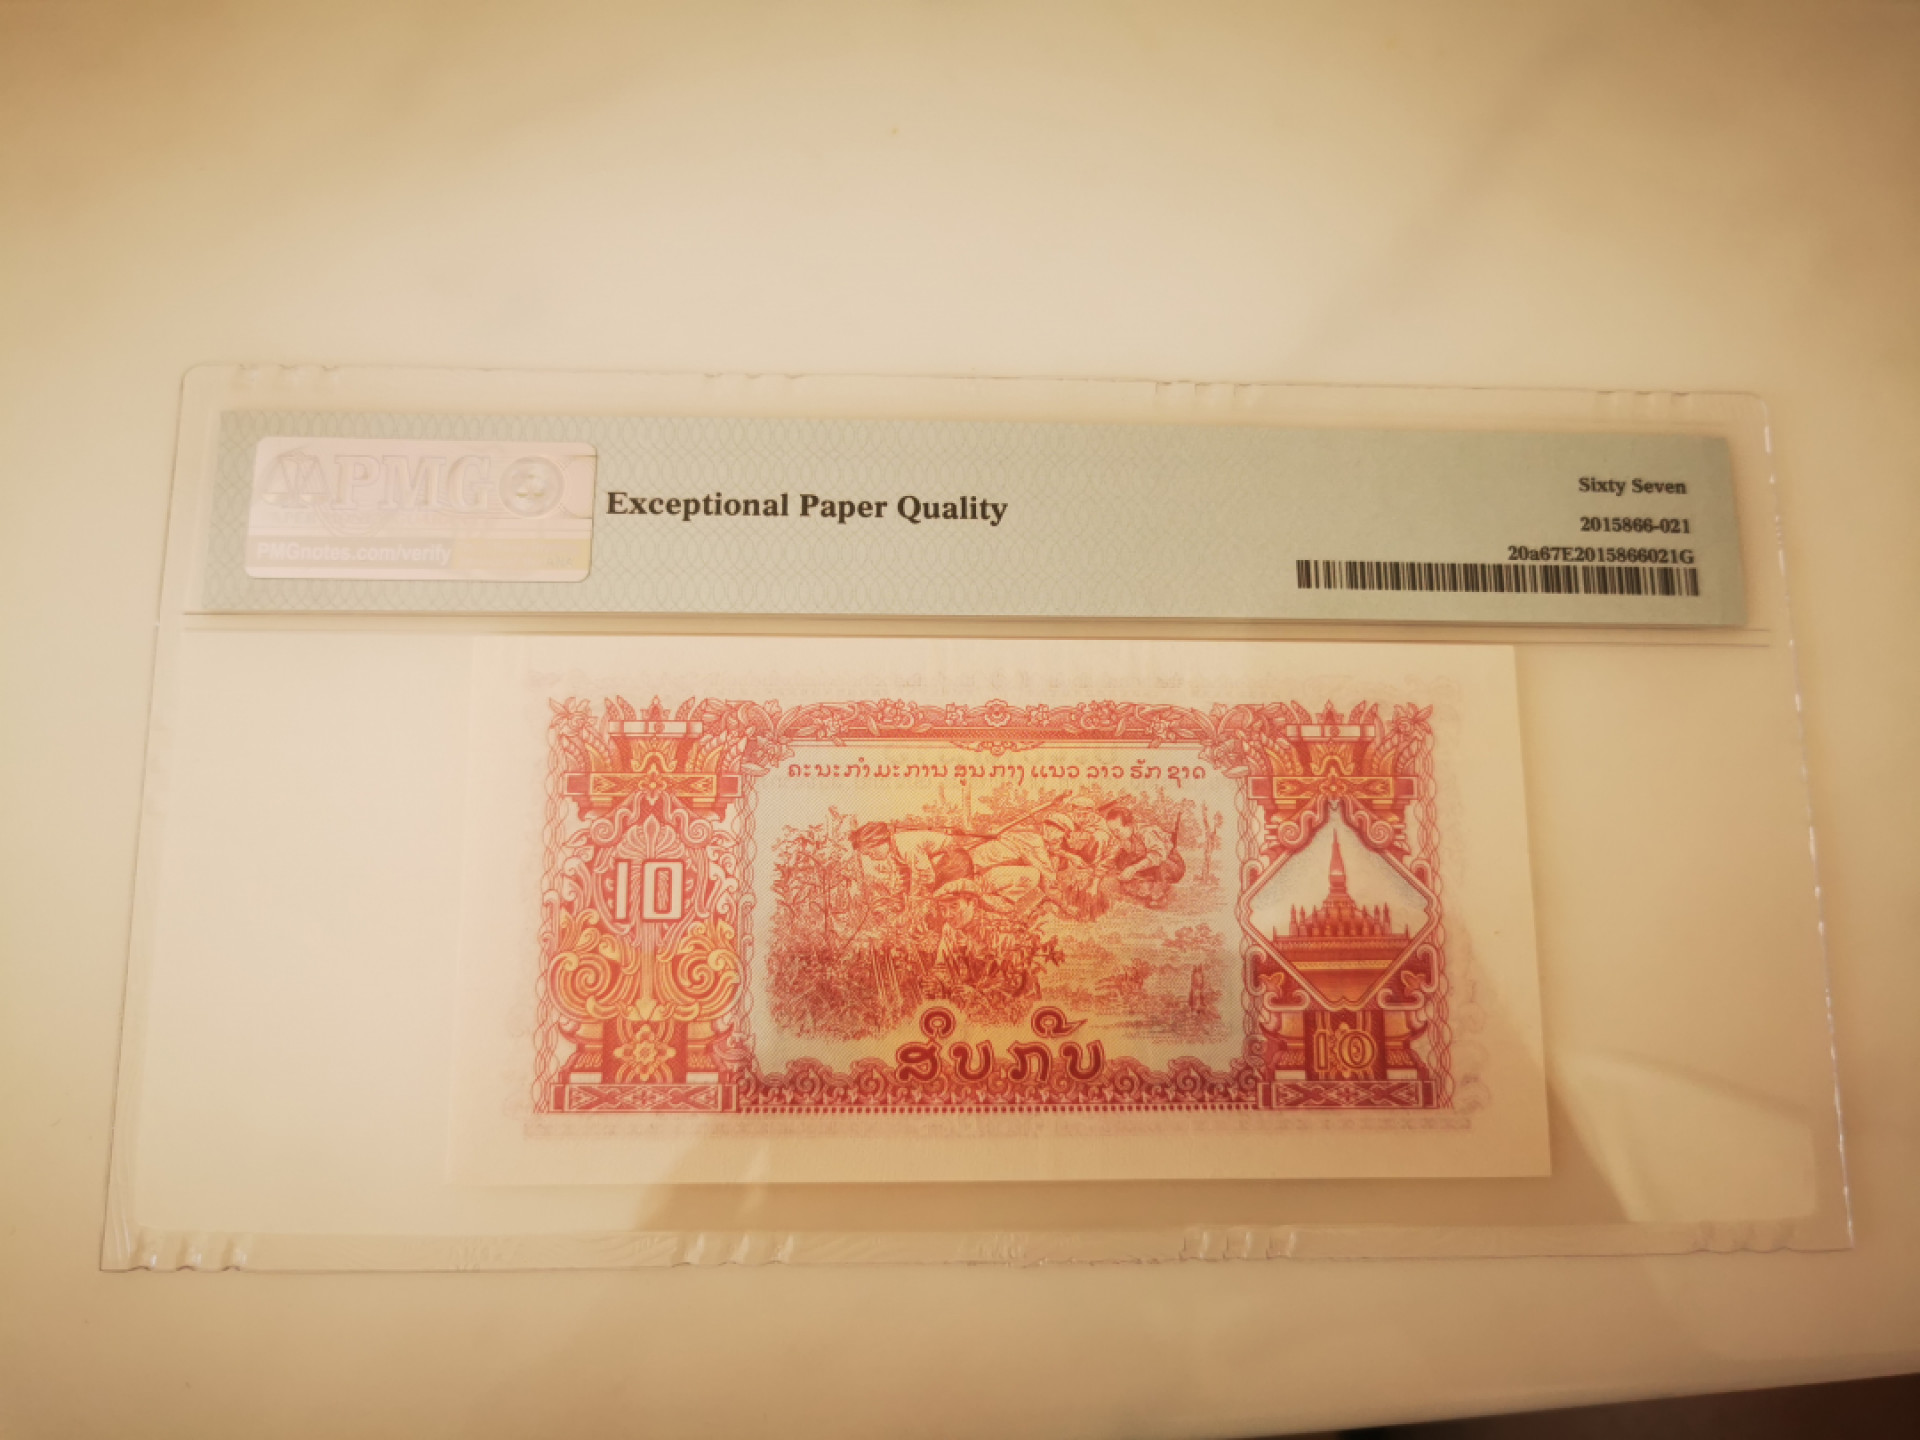 PMG
PMGnotes.com/verify
Exceptional Paper Quality
Sixty Seven
2015866-021
20a67E2015866021G
ຄະນະກຳມະການ ສູນກາງ ແນວ ລາວ ຮັກ ຊາດ
10
10
ສິບກີບ